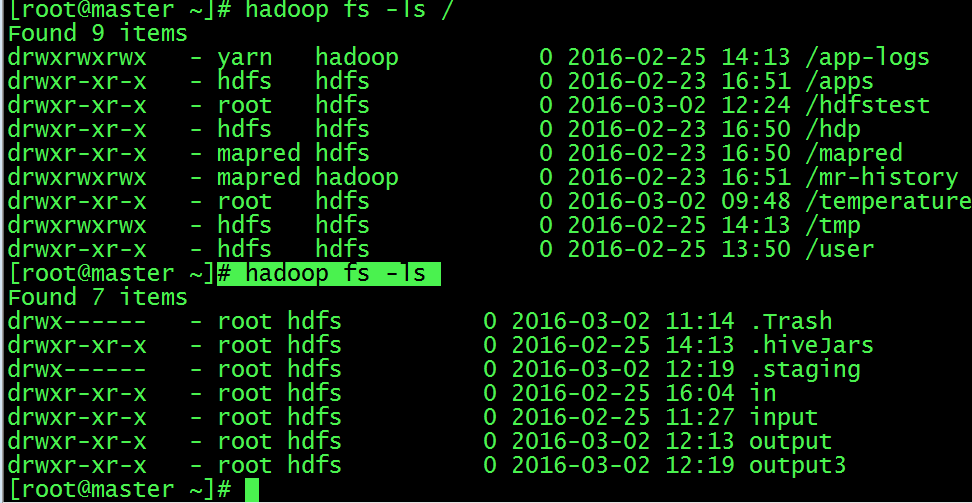 [root@master ~]# hadoop fs -ls /
Found 9 items
drwxrwxrwx   - yarn   hadoop          0 2016-02-25 14:13 /app-logs
drwxr-xr-x   - hdfs   hdfs            0 2016-02-23 16:51 /apps
drwxr-xr-x   - root   hdfs            0 2016-03-02 12:24 /hdfstest
drwxr-xr-x   - hdfs   hdfs            0 2016-02-23 16:50 /hdp
drwxr-xr-x   - mapred hdfs            0 2016-02-23 16:50 /mapred
drwxrwxrwx   - mapred hadoop          0 2016-02-23 16:51 /mr-history
drwxr-xr-x   - root   hdfs            0 2016-03-02 09:48 /temperature
drwxrwxrwx   - hdfs   hdfs            0 2016-02-25 14:13 /tmp
drwxr-xr-x   - hdfs   hdfs            0 2016-02-25 13:50 /user
[root@master ~]# hadoop fs -ls
Found 7 items
drwx------   - root hdfs          0 2016-03-02 11:14 .Trash
drwxr-xr-x   - root hdfs          0 2016-02-25 14:13 .hiveJars
drwx------   - root hdfs          0 2016-03-02 12:19 .staging
drwxr-xr-x   - root hdfs          0 2016-02-25 16:04 in
drwxr-xr-x   - root hdfs          0 2016-02-25 11:27 input
drwxr-xr-x   - root hdfs          0 2016-03-02 12:13 output
drwxr-xr-x   - root hdfs          0 2016-03-02 12:19 output3
[root@master ~]#